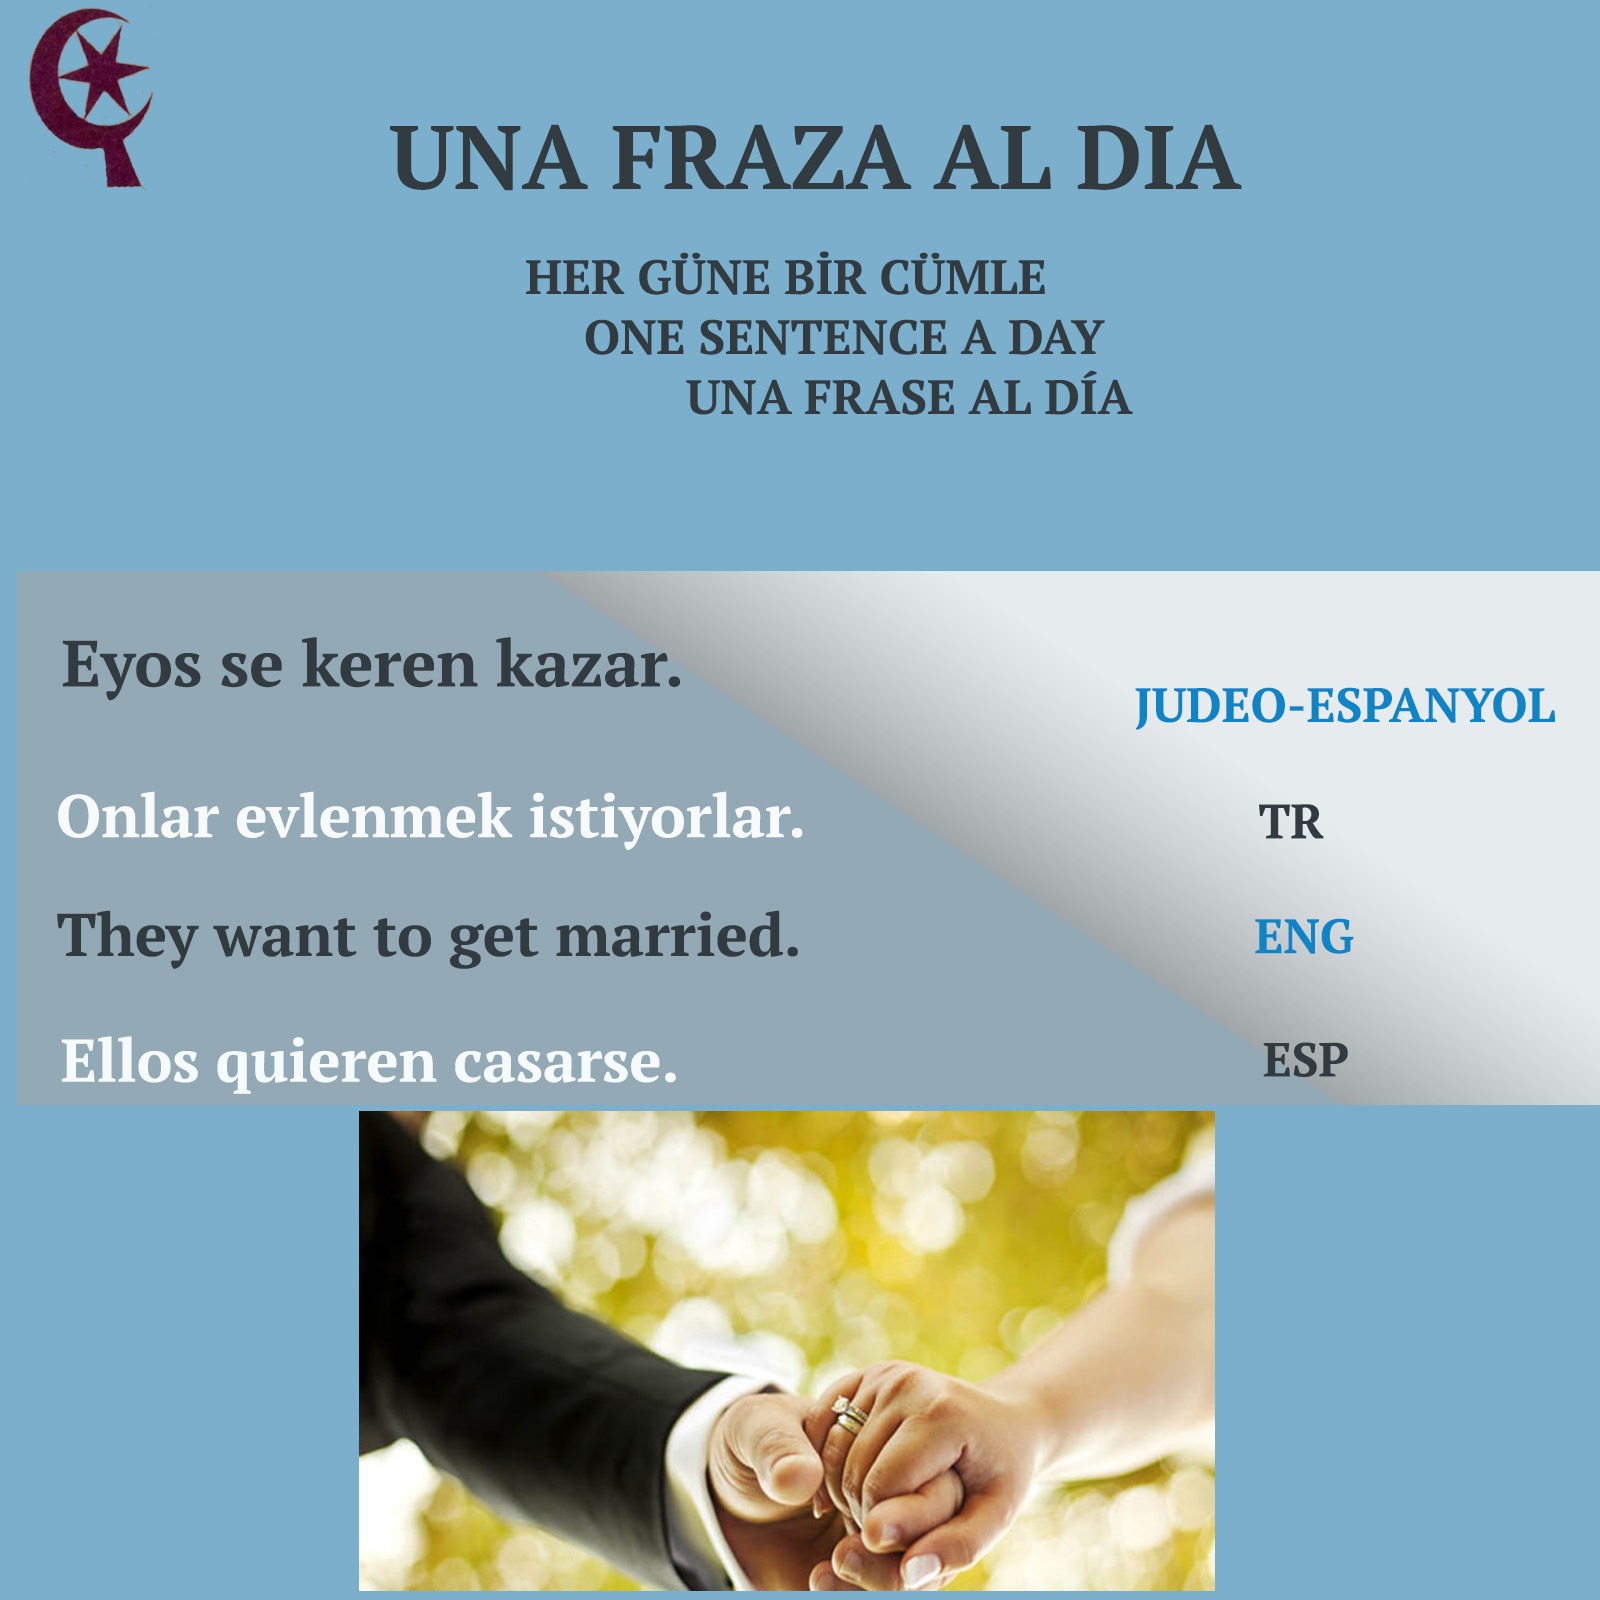 UNA FRAZA AL DIA
HER GÜNE BİR CÜMLE
ONE SENTENCE A DAY
UNA FRASE AL DÍA
Eyos se keren kazar.
JUDEO-ESPANYOL
Onlar evlenmek istiyorlar.
TR
They want to get married.
ENG
Ellos quieren casarse.
ESP